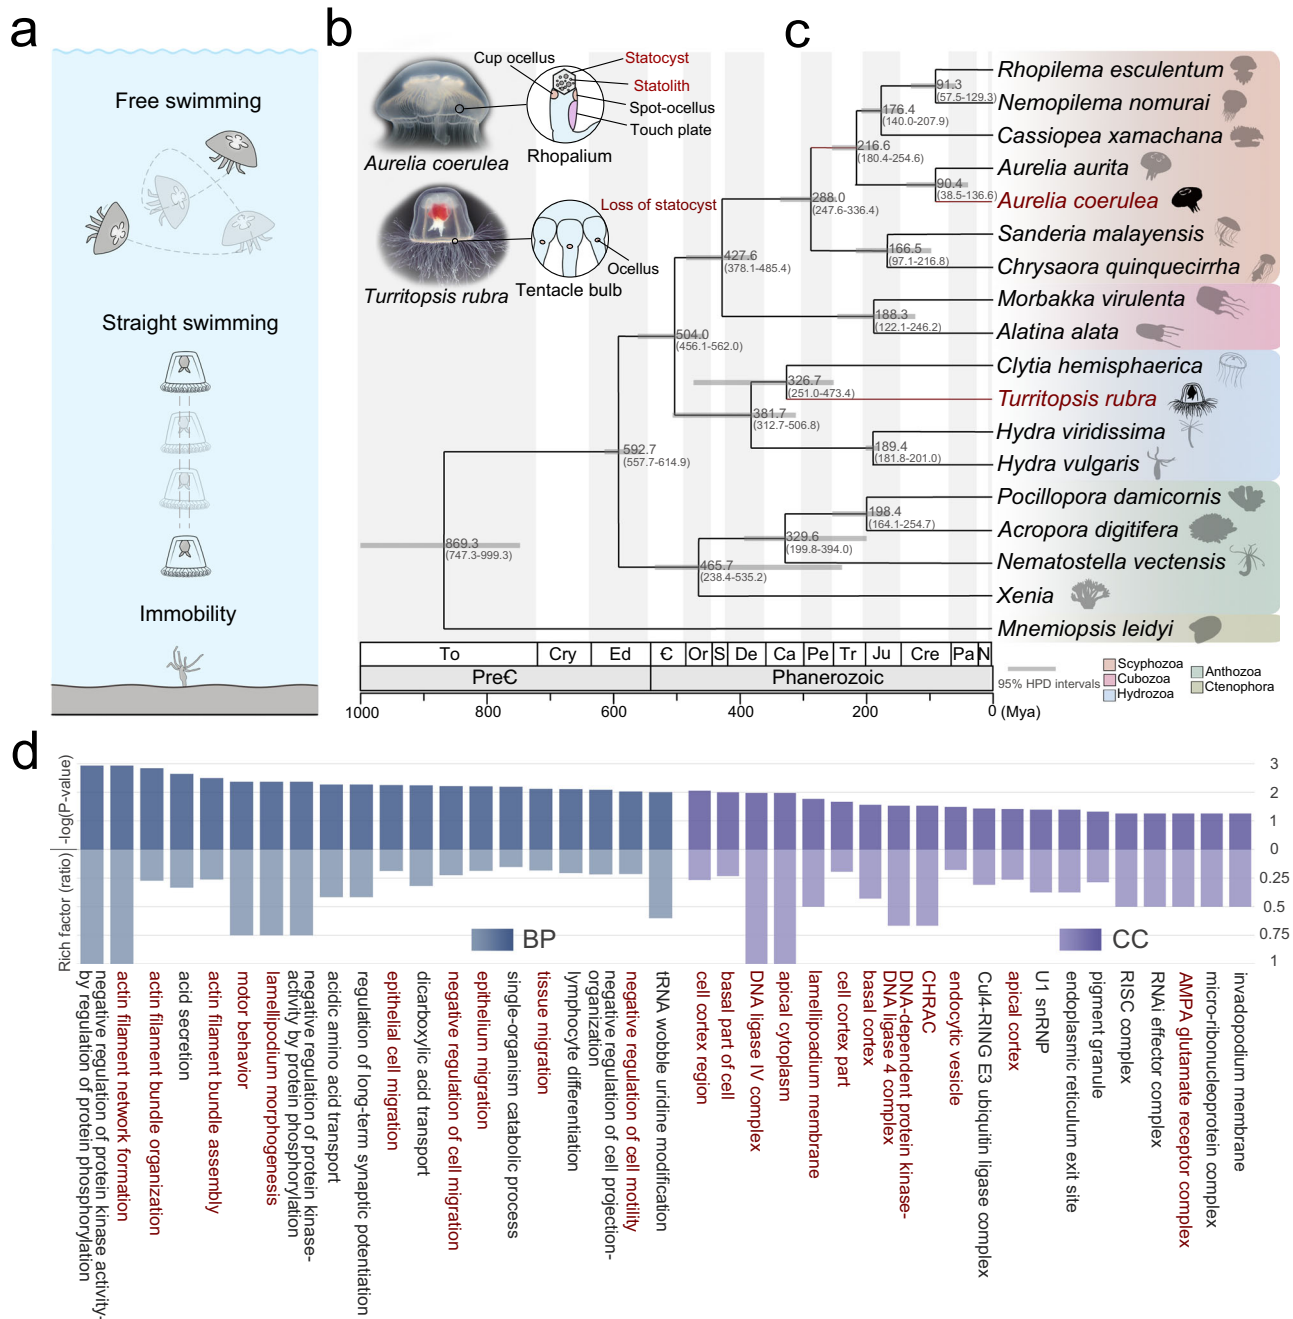 a
Free swimming
Straight swimming
Immobility
b
Cup ocellus
Statocyst
Statolith
Spot-ocellus
Touch plate
Aurelia coerulea
Rhopalium
Loss of statocyst
Ocellus
Turritopsis rubra
Tentacle bulb
c
Rhopilema esculentum
Nemopilema nomurai
Cassiopea xamachana
Aurelia aurita
Aurelia coerulea
Sanderia malayensis
Chrysaora quinquecirrha
Morbakka virulenta
Alatina alata
Clytia hemisphaerica
Turritopsis rubra
Hydra viridissima
Hydra vulgaris
Pocillopora damicornis
Acropora digitifera
Nematostella vectensis
Xenia
Mnemiopsis leidyi
91.3
(57.5-129.3)
176.4
(140.0-207.9)
216.6
(180.4-254.6)
90.4
(38.5-136.6)
288.0
(247.6-336.4)
166.5
(97.1-216.8)
427.6
(378.1-485.4)
188.3
(122.1-246.2)
504.0
(456.1-562.0)
326.7
(251.0-473.4)
381.7
(312.7-506.8)
189.4
(181.8-201.0)
592.7
(557.7-614.9)
198.4
(164.1-254.7)
329.6
(199.8-394.0)
465.7
(238.4-535.2)
869.3
(747.3-999.3)
To Cry Ed Є Or S De Ca Pe Tr Ju Cre Pa N
PreЄ Phanerozoic
1000 800 600 400 200 0 (Mya)
95% HPD intervals
Scyphozoa
Cubozoa
Hydrozoa
Anthozoa
Ctenophora
d
-log(P-value)
Rich factor (ratio)
3
2
1
0
0.25
0.5
0.75
1
BP
CC
negative regulation of protein kinase activity-
by regulation of protein phosphorylation
actin filament network formation
actin filament bundle organization
acid secretion
actin filament bundle assembly
motor behavior
lamellipodium morphogenesis
negative regulation of protein kinase-
activity by protein phosphorylation
acidic amino acid transport
regulation of long-term synaptic potentiation
epithelial cell migration
dicarboxylic acid transport
negative regulation of cell migration
epithelium migration
single-organism catabolic process
tissue migration
lymphocyte differentiation
negative regulation of cell projection-
organization
negative regulation of cell motility
tRNA wobble uridine modification
cell cortex region
basal part of cell
DNA ligase IV complex
apical cytoplasm
lamellipoadium membrane
cell cortex part
basal cortex
DNA-dependent protein kinase-
DNA ligase 4 complex
CHRAC
endocytic vesicle
Cul4-RING E3 ubiquitin ligase complex
apical cortex
U1 snRNP
endoplasmic reticulum exit site
pigment granule
RISC complex
RNAi effector complex
AMPA glutamate receptor complex
micro-ribonucleoprotein complex
invadopodium membrane